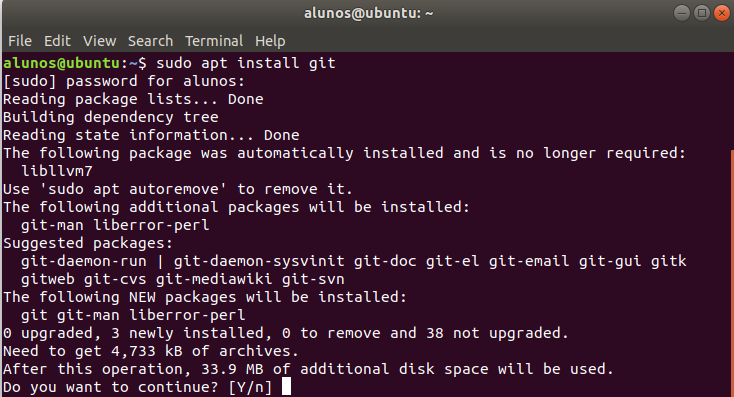 alunos@ubuntu: ~
File Edit View Search Terminal Help
alunos@ubuntu:~$ sudo apt install git
[sudo] password for alunos:
Reading package lists... Done
Building dependency tree
Reading state information... Done
The following package was automatically installed and is no longer required:
  libllvm7
Use 'sudo apt autoremove' to remove it.
The following additional packages will be installed:
  git-man liberror-perl
Suggested packages:
  git-daemon-run | git-daemon-sysvinit git-doc git-el git-email git-gui gitk
  gitweb git-cvs git-mediawiki git-svn
The following NEW packages will be installed:
  git git-man liberror-perl
0 upgraded, 3 newly installed, 0 to remove and 38 not upgraded.
Need to get 4,733 kB of archives.
After this operation, 33.9 MB of additional disk space will be used.
Do you want to continue? [Y/n]